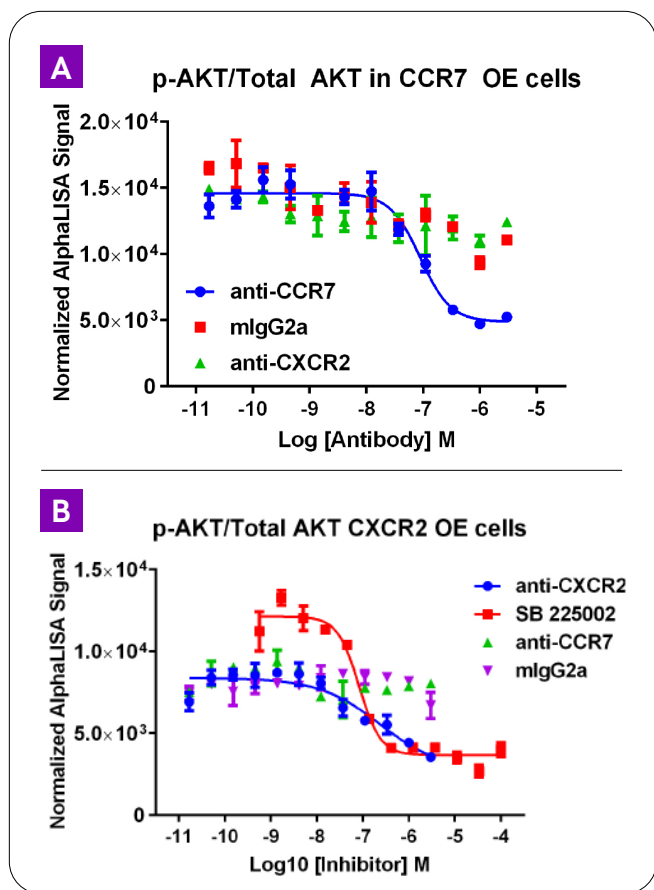 A
p-AKT/Total AKT in CCR7 OE cells
Normalized AlphaLISA Signal
2.0×10⁴
1.5×10⁴
1.0×10⁴
5.0×10³
0
anti-CCR7
mIgG2a
anti-CXCR2
-11 -10 -9 -8 -7 -6 -5
Log [Antibody] M
B
p-AKT/Total AKT CXCR2 OE cells
Normalized AlphaLISA Signal
1.5×10⁴
1.0×10⁴
5.0×10³
0
anti-CXCR2
SB 225002
anti-CCR7
mIgG2a
-11 -10 -9 -8 -7 -6 -5 -4
Log10 [Inhibitor] M